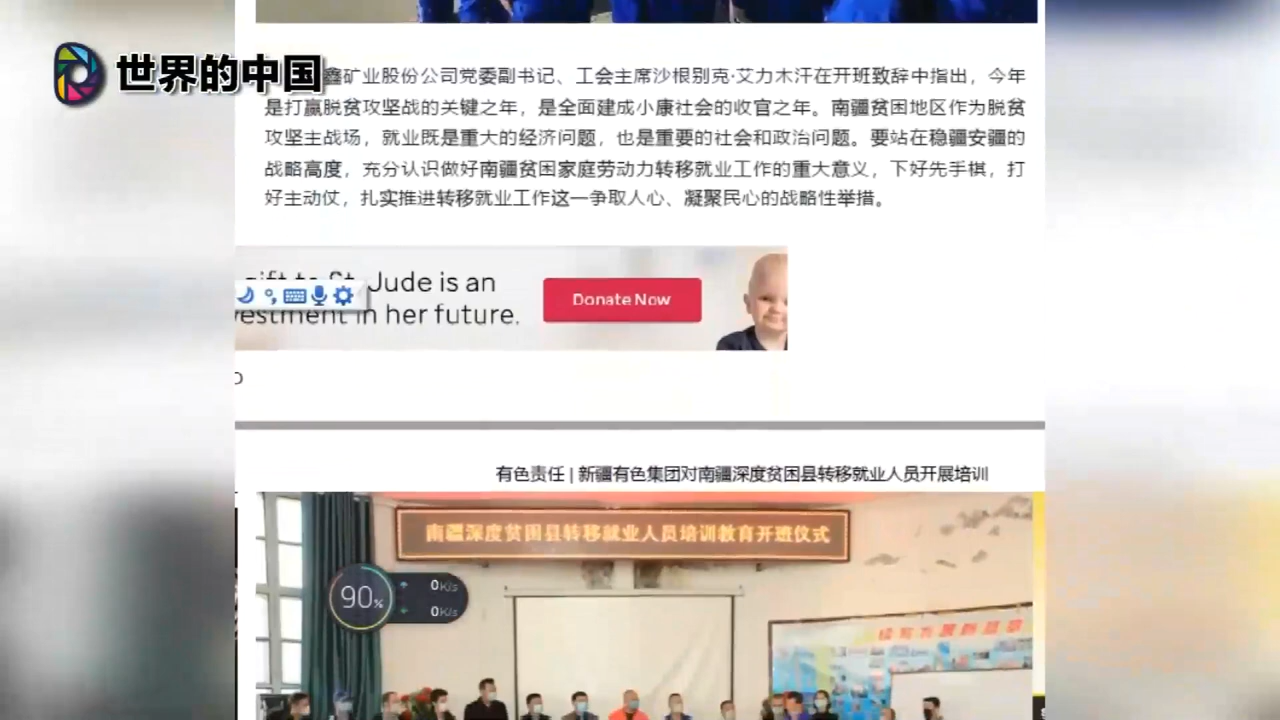 世界的中国
鑫矿业股份公司党委副书记、工会主席沙根别克·艾力木汗在开班致辞中指出，今年
是打赢脱贫攻坚战的关键之年，是全面建成小康社会的收官之年。南疆贫困地区作为脱贫
攻坚主战场，就业既是重大的经济问题，也是重要的社会和政治问题。要站在稳疆安疆的
战略高度，充分认识做好南疆贫困家庭劳动力转移就业工作的重大意义，下好先手棋，打
好主动仗，扎实推进转移就业工作这一争取人心、凝聚民心的战略性举措。
gift to St. Jude is an
investment in her future.
Donate Now
有色责任 | 新疆有色集团对南疆深度贫困县转移就业人员开展培训
南疆深度贫困县转移就业人员培训教育开班仪式
90%
0K/s
0K/s